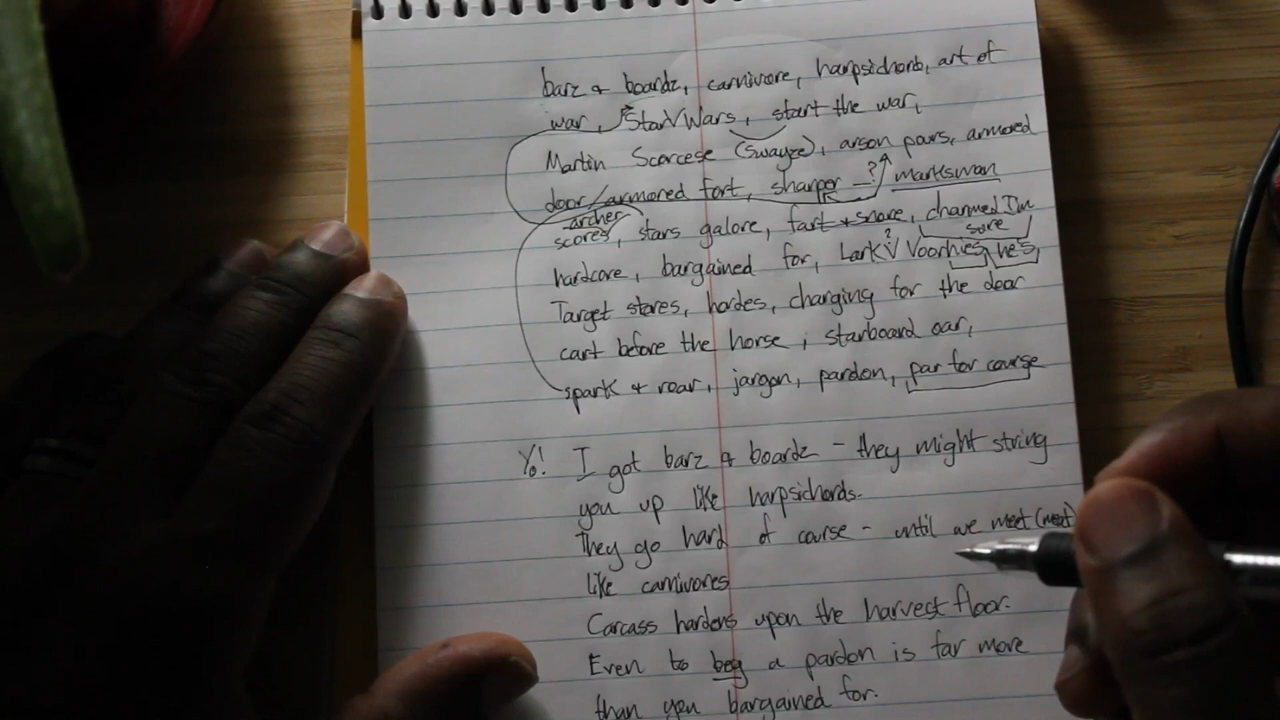 barz & boardz, carnivore, harpsichord, art of
war, Star Wars, start the war,
Martin Scorcese (Swayze), arson pours, armored
door/armored fort, sharper —? marksman
archer
scores, stars galore, fart & snore, charmed I'm
sure
hardcore, bargained for, Lark ? Voorhies, he's,
Target stores, hordes, changing for the door
cart before the horse, starboard oar,
spark & roar, jargon, pardon, par for course
Yo! I got barz & boardz - they might string
you up like harpsichords.
They go hard of course - until we meet (meat)
like carnivores
Carcass hardens upon the harvest floor.
Even to beg a pardon is far more
than you bargained for.